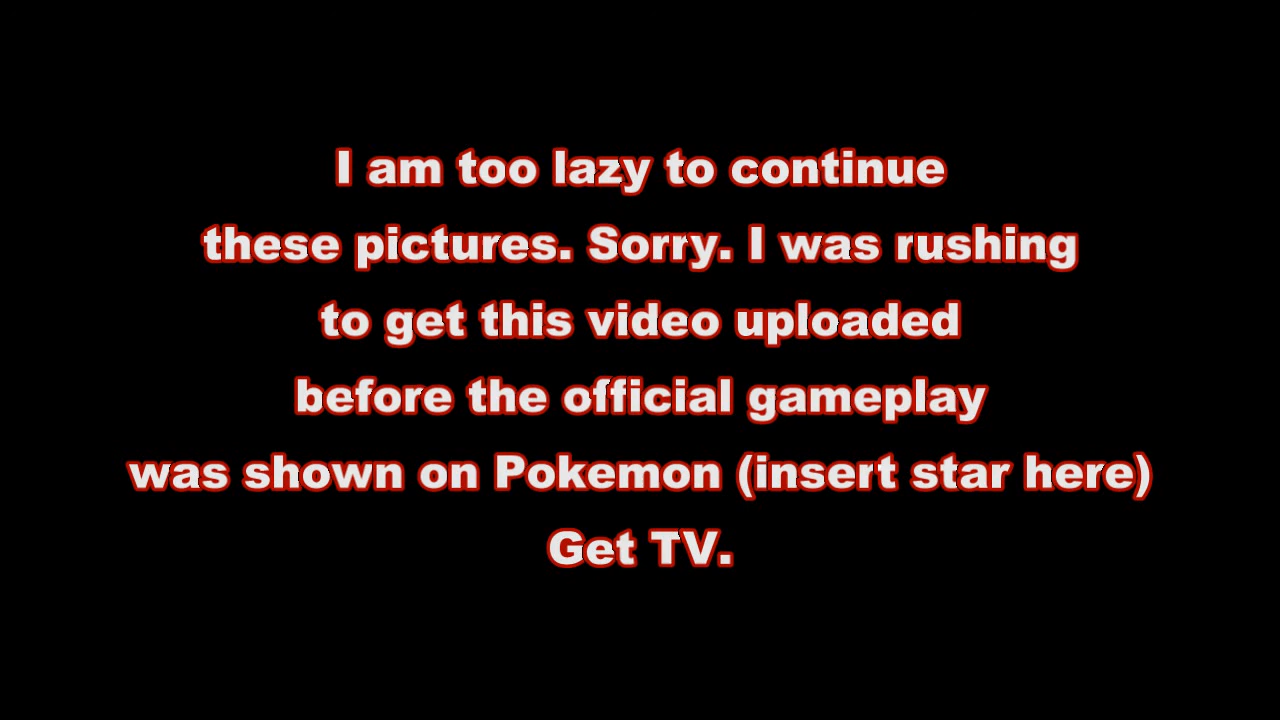 I am too lazy to continue
these pictures. Sorry. I was rushing
to get this video uploaded
before the official gameplay
was shown on Pokemon (insert star here)
Get TV.